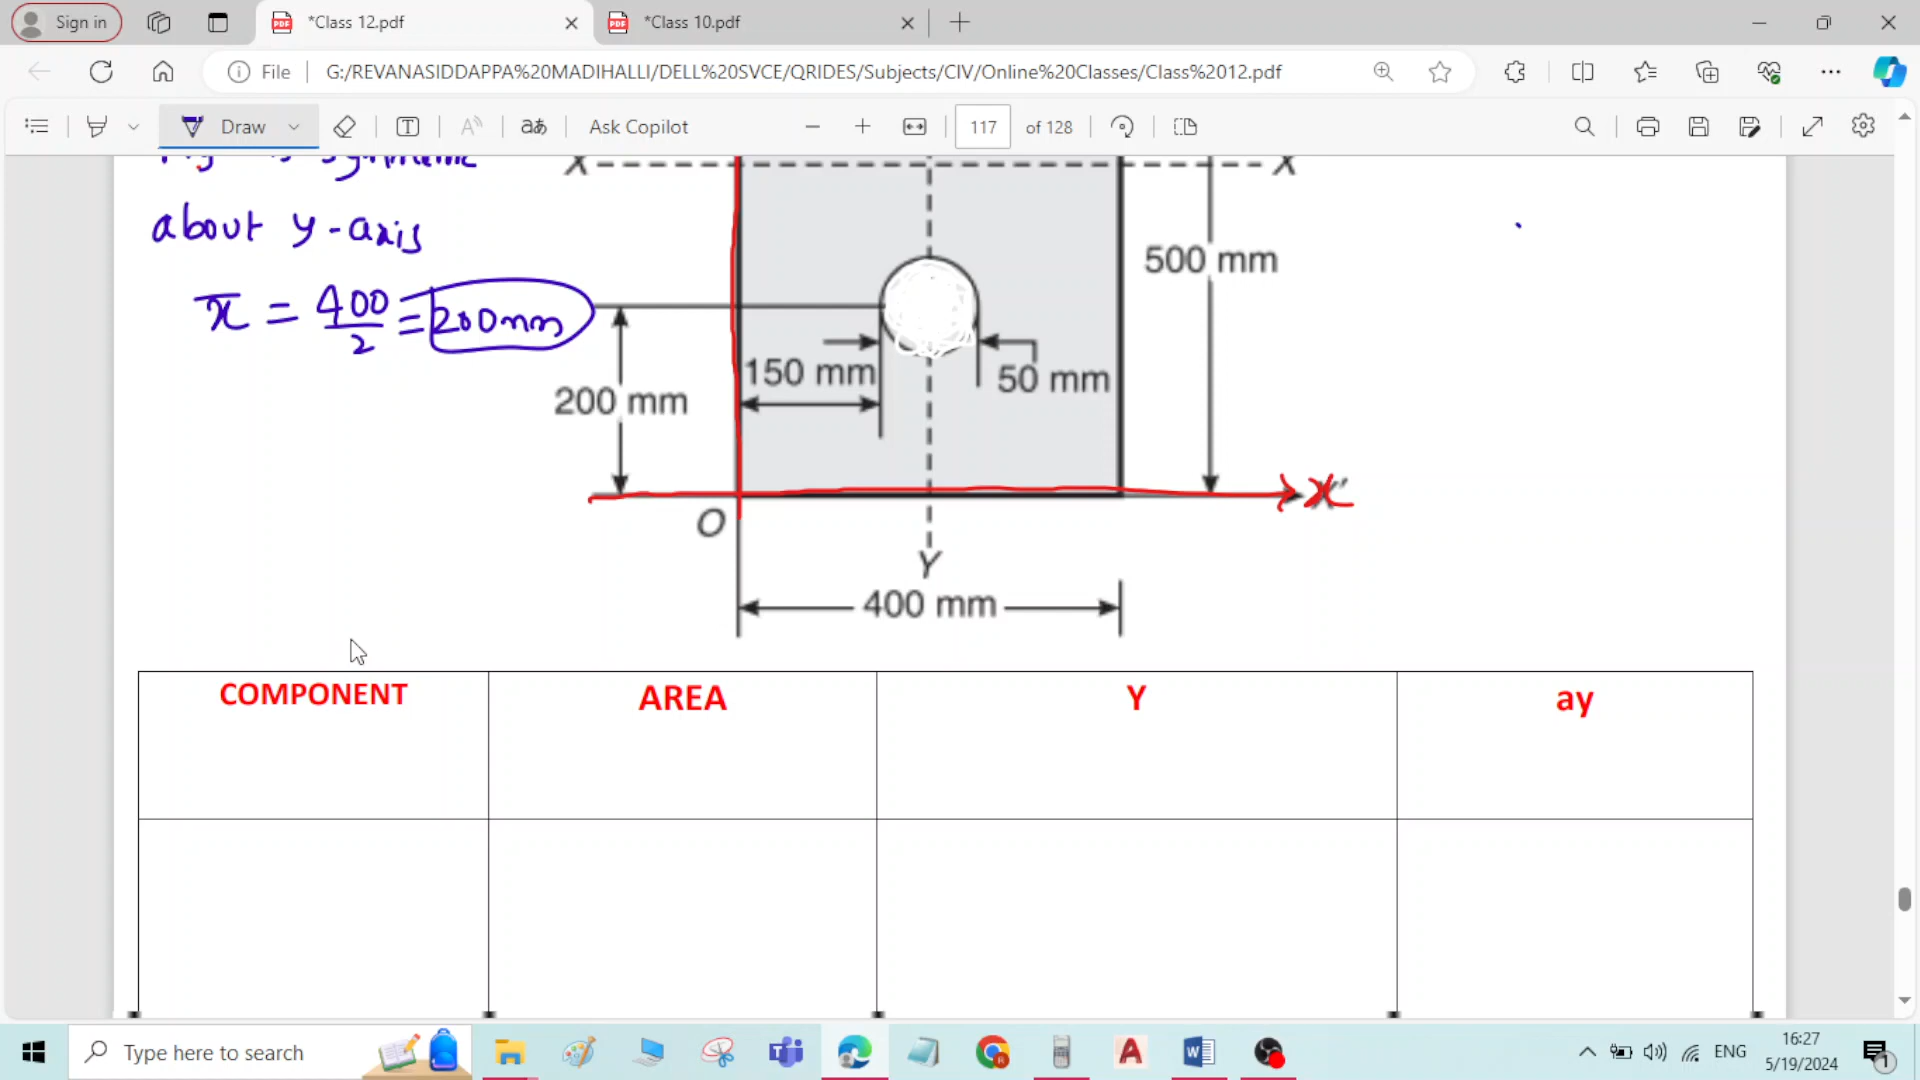 Sign in
*Class 12.pdf
*Class 10.pdf
File
G:/REVANASIDDAPPA%20MADIHALLI/DELL%20SVCE/QRIDES/Subjects/CIV/Online%20Classes/Class%2012.pdf
Draw
Ask Copilot
117
of 128
X
X
about y-axis
500 mm
x̄ = 400/2 = 200mm
150 mm
50 mm
200 mm
x
O
Y
400 mm
COMPONENT
AREA
Y
ay
Type here to search
ENG
16:27
5/19/2024
1